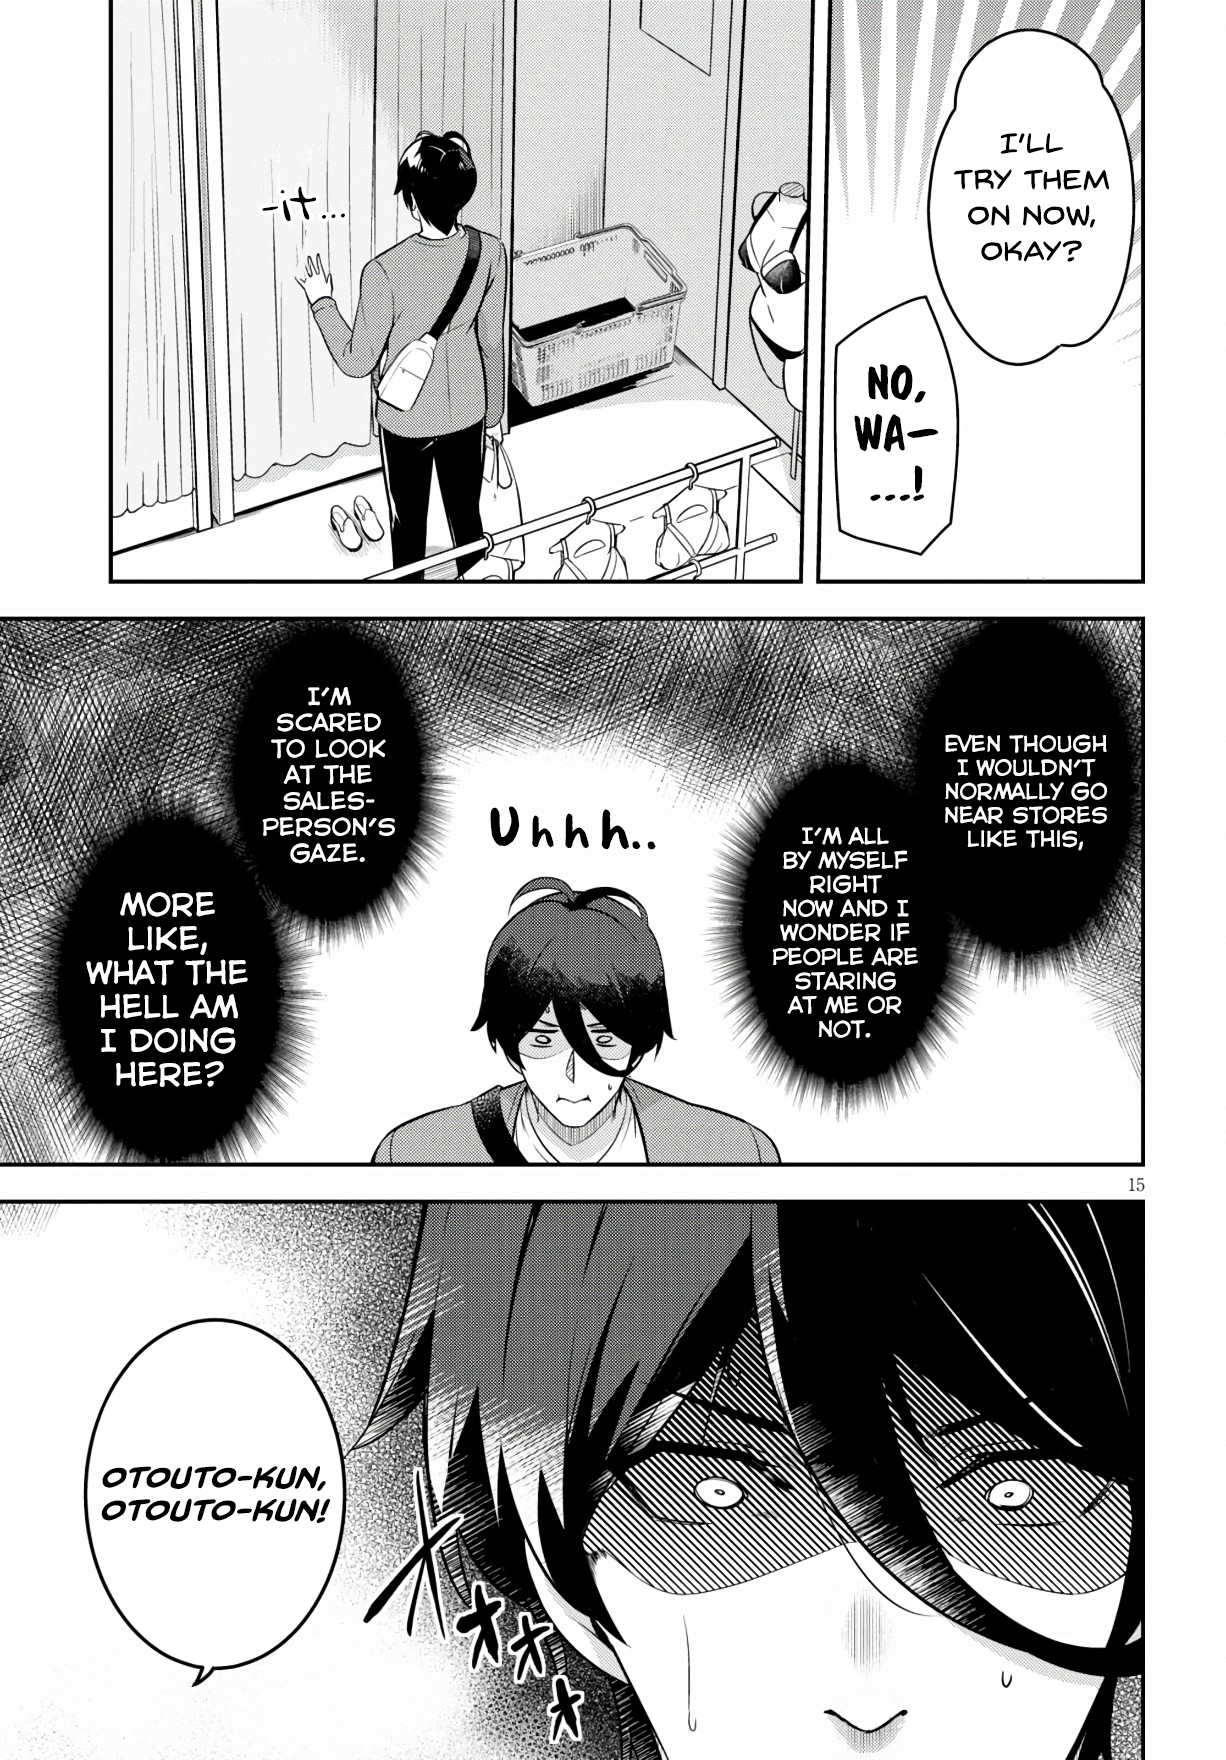 I'LL
TRY THEM
ON NOW,
OKAY?
NO,
WA—
....!
-it...
EVEN THOUGH
I WOULDN'T
NORMALLY GO
NEAR STORES
LIKE THIS,
I'M ALL
BY MYSELF
RIGHT
NOW AND I
WONDER IF
PEOPLE ARE
STARING
AT ME OR
NOT.
Uhhh..
I'M
SCARED
TO LOOK
AT THE
SALES-
PERSON'S
GAZE.
MORE
LIKE,
WHAT THE
HELL AM
I DOING
HERE?
15
OTOUTO-KUN,
OTOUTO-KUN!